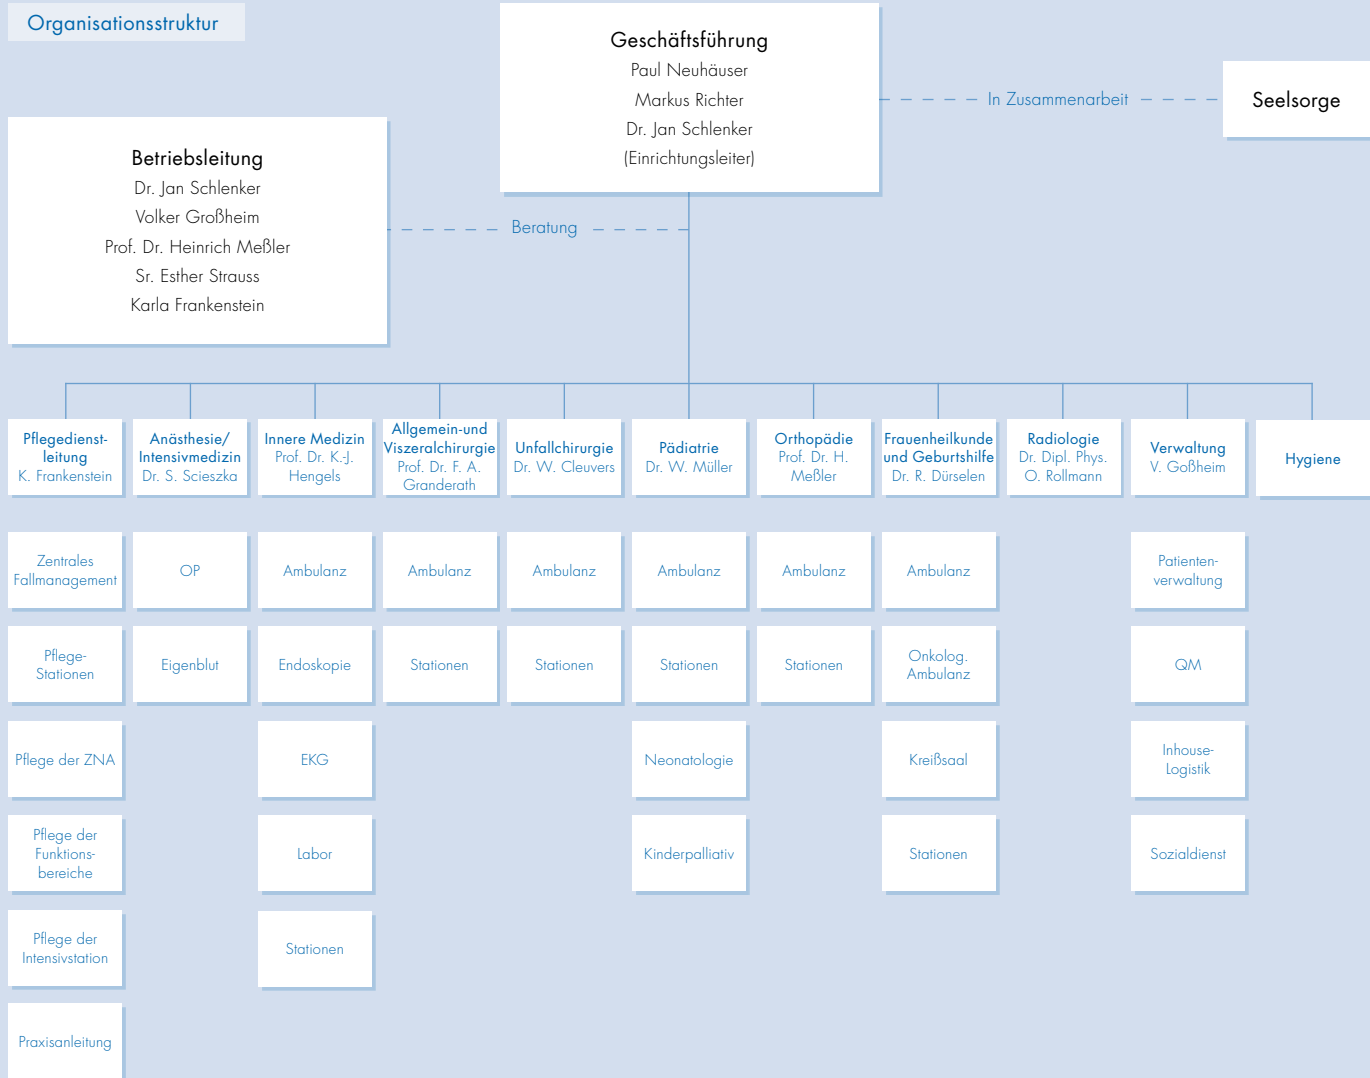 Organisationsstruktur
Geschäftsführung
Paul Neuhäuser
Markus Richter
Dr. Jan Schlenker
(Einrichtungsleiter)
In Zusammenarbeit
Seelsorge
Betriebsleitung
Dr. Jan Schlenker
Volker Großheim
Prof. Dr. Heinrich Meßler
Sr. Esther Strauss
Karla Frankenstein
Beratung
Pflegedienst-
leitung
K. Frankenstein
Anästhesie/
Intensivmedizin
Dr. S. Scieszka
Innere Medizin
Prof. Dr. K.-J.
Hengels
Allgemein-und
Viszeralchirurgie
Prof. Dr. F. A.
Granderath
Unfallchirurgie
Dr. W. Cleuvers
Pädiatrie
Dr. W. Müller
Orthopädie
Prof. Dr. H.
Meßler
Frauenheilkunde
und Geburtshilfe
Dr. R. Dürselen
Radiologie
Dr. Dipl. Phys.
O. Rollmann
Verwaltung
V. Goßheim
Hygiene
Zentrales
Fallmanagement
OP
Ambulanz
Ambulanz
Ambulanz
Ambulanz
Ambulanz
Ambulanz
Patienten-
verwaltung
Pflege-
Stationen
Eigenblut
Endoskopie
Stationen
Stationen
Stationen
Stationen
Onkolog.
Ambulanz
QM
Pflege der ZNA
EKG
Neonatologie
Kreißsaal
Inhouse-
Logistik
Pflege der
Funktions-
bereiche
Labor
Kinderpalliativ
Stationen
Sozialdienst
Pflege der
Intensivstation
Stationen
Praxisanleitung